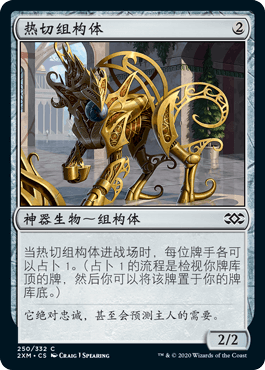 热切组构体 2
神器生物～组构体
当热切组构体进战场时，每位牌手各可
以占卜 1。（占卜 1 的流程是检视你牌库
顶的牌，然后你可以将该牌置于你的牌
库底。）
它绝对忠诚，甚至会预测主人的需要。
2/2
250/332 C
2XM • CS CRAIG J SPEARING
™ & © 2020 Wizards of the Coast